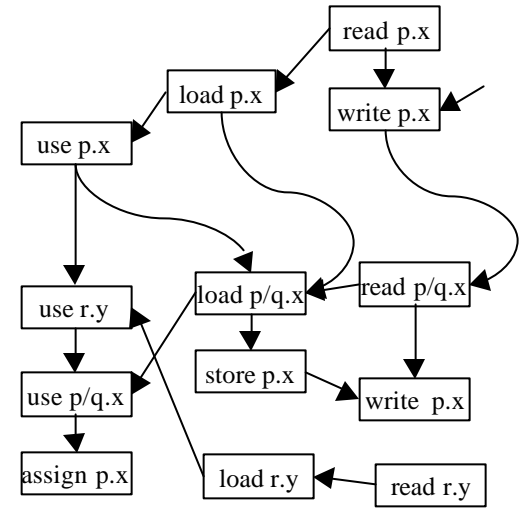 read p.x
load p.x
write p.x
use p.x
load p/q.x
read p/q.x
use r.y
store p.x
use p/q.x
write p.x
assign p.x
load r.y
read r.y